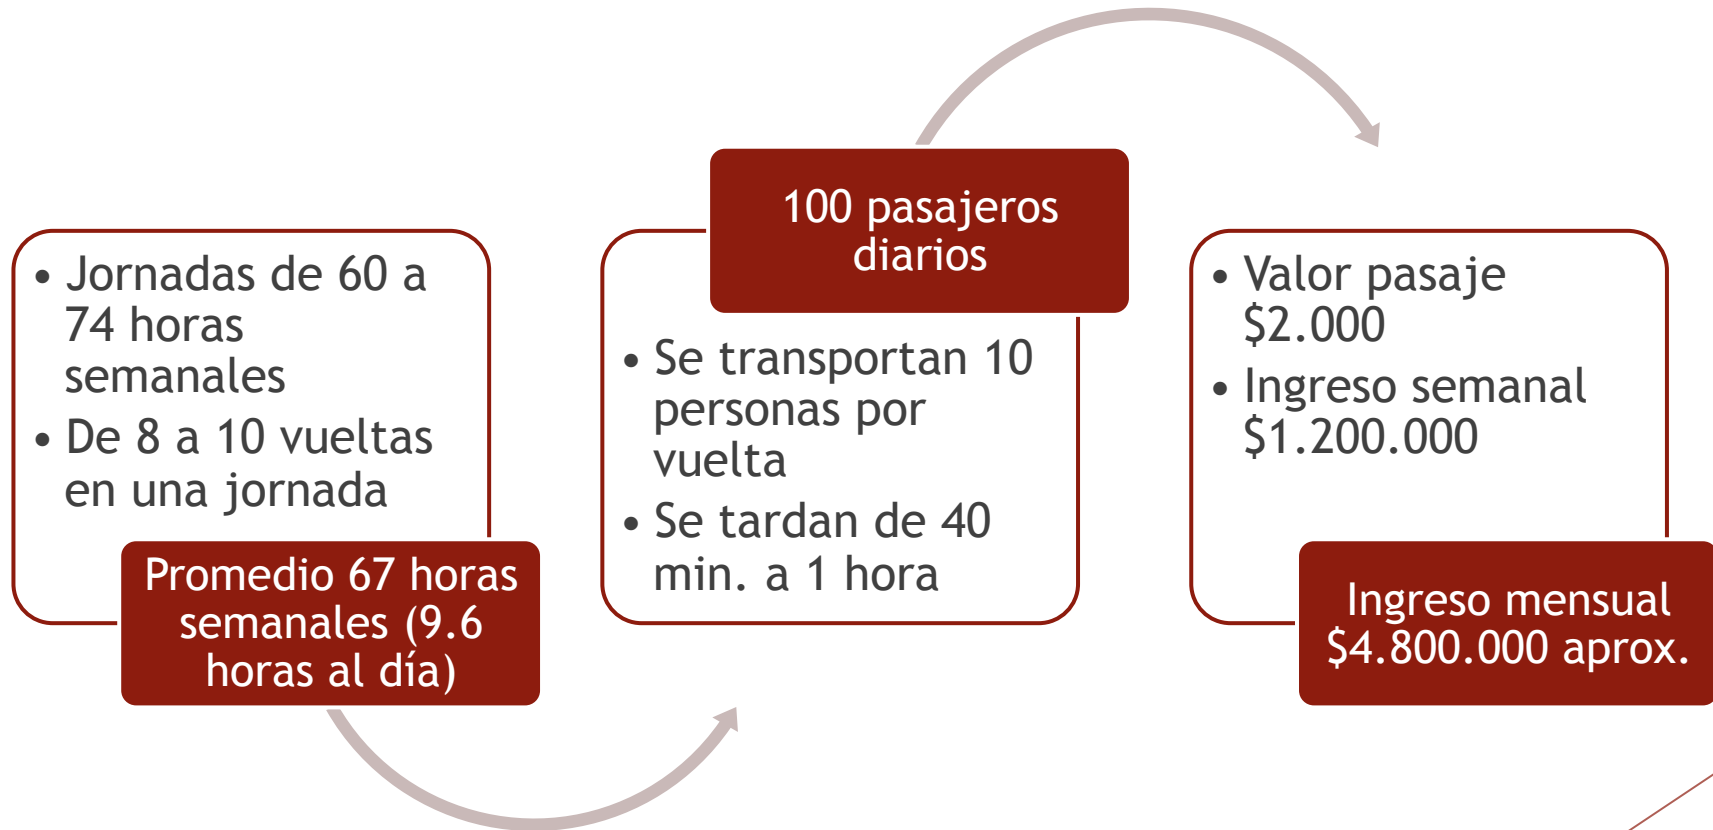 • Jornadas de 60 a
74 horas
semanales
• De 8 a 10 vueltas
en una jornada
Promedio 67 horas
semanales (9.6
horas al día)
100 pasajeros
diarios
• Se transportan 10
personas por
vuelta
• Se tardan de 40
min. a 1 hora
• Valor pasaje
$2.000
• Ingreso semanal
$1.200.000
Ingreso mensual
$4.800.000 aprox.